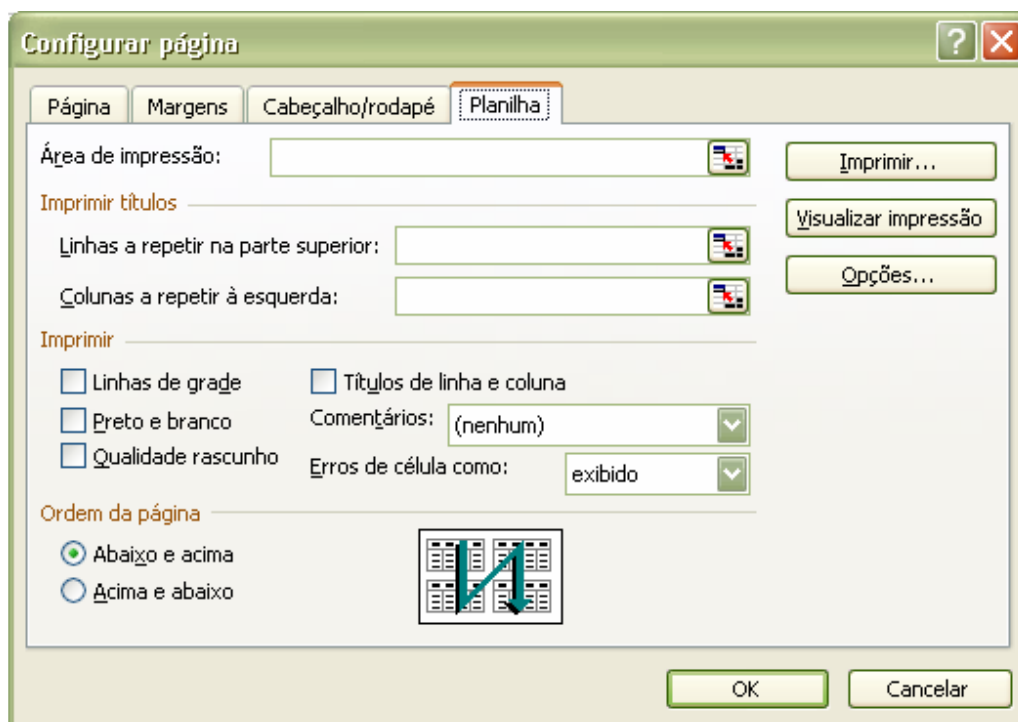 Configurar página
Página Margens Cabeçalho/rodapé Planilha
Área de impressão:
Imprimir...
Imprimir títulos
Visualizar impressão
Linhas a repetir na parte superior:
Opções...
Colunas a repetir à esquerda:
Imprimir
Linhas de grade Títulos de linha e coluna
Preto e branco Comentários: (nenhum)
Qualidade rascunho Erros de célula como: exibido
Ordem da página
Abaixo e acima
Acima e abaixo
OK Cancelar